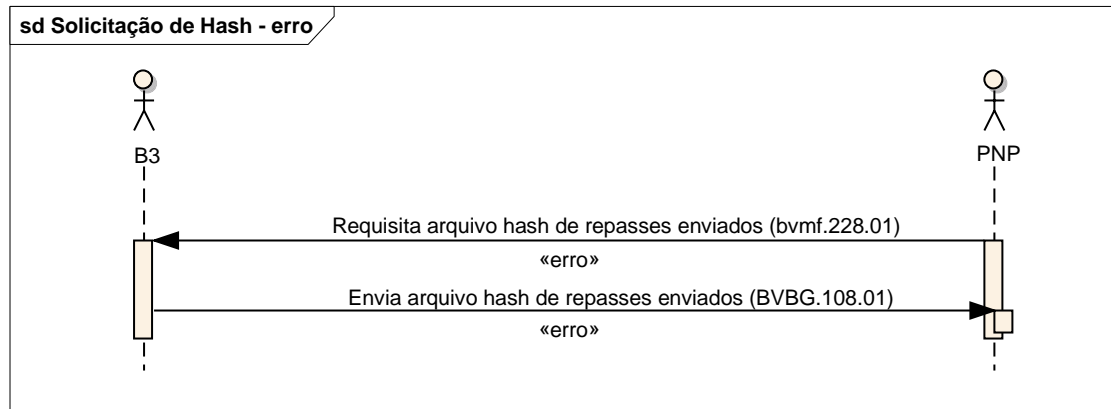 sd Solicitação de Hash - erro
B3
PNP
Requisita arquivo hash de repasses enviados (bvmf.228.01)
«erro»
Envia arquivo hash de repasses enviados (BVBG.108.01)
«erro»